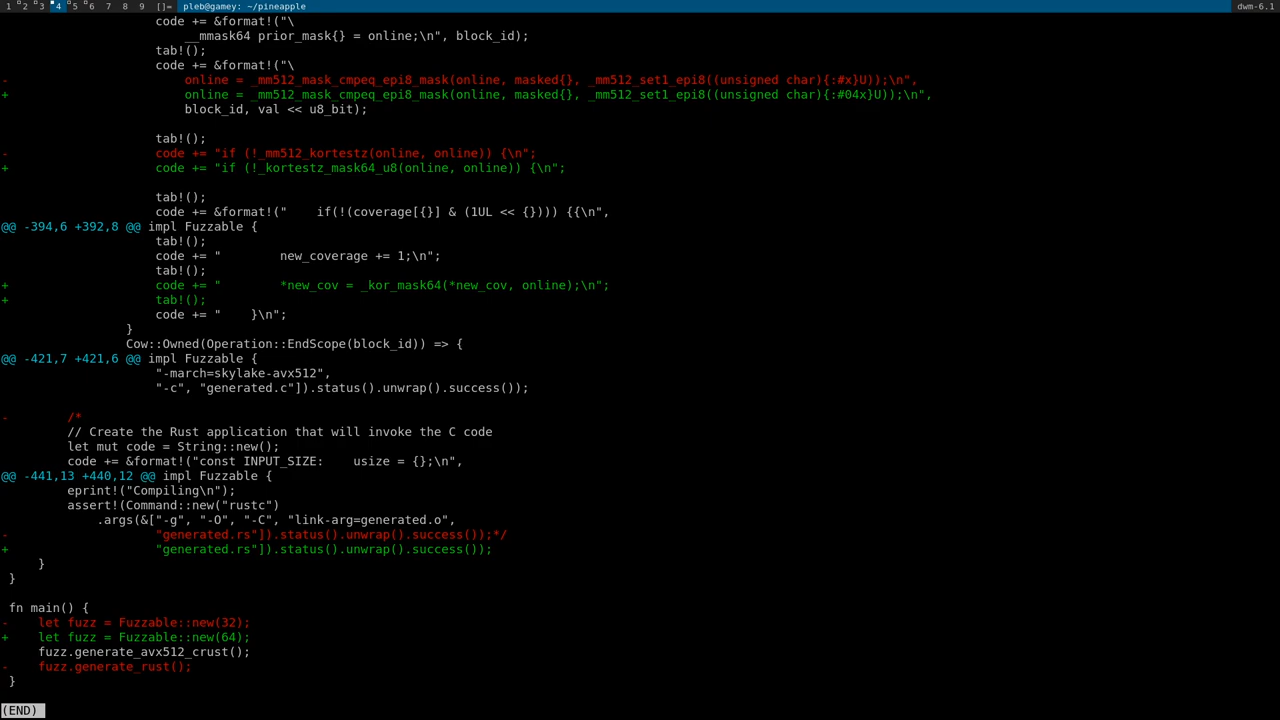 1 2 3 4 5 6 7 8 9 []= pleb@gamey: ~/pineapple dwm-6.1
                     code += &format!("\
                         __mmask64 prior_mask{} = online;\n", block_id);
                     tab!();
                     code += &format!("\
-                        online = _mm512_mask_cmpeq_epi8_mask(online, masked{}, _mm512_set1_epi8((unsigned char){:#x}U));\n",
+                        online = _mm512_mask_cmpeq_epi8_mask(online, masked{}, _mm512_set1_epi8((unsigned char){:#04x}U));\n",
                         block_id, val << u8_bit);

                     tab!();
-                    code += "if (!_mm512_kortestz(online, online)) {\n";
+                    code += "if (!_kortestz_mask64_u8(online, online)) {\n";

                     tab!();
                     code += &format!("    if(!(coverage[{}] & (1UL << {}))) {{\n",
@@ -394,6 +392,8 @@ impl Fuzzable {
                     tab!();
                     code += "        new_coverage += 1;\n";
                     tab!();
+                    code += "        *new_cov = _kor_mask64(*new_cov, online);\n";
+                    tab!();
                     code += "    }\n";
                 }
                 Cow::Owned(Operation::EndScope(block_id)) => {
@@ -421,7 +421,6 @@ impl Fuzzable {
                     "-march=skylake-avx512",
                     "-c", "generated.c"]).status().unwrap().success());

-        /*
         // Create the Rust application that will invoke the C code
         let mut code = String::new();
         code += &format!("const INPUT_SIZE:    usize = {};\n",
@@ -441,13 +440,12 @@ impl Fuzzable {
         eprint!("Compiling\n");
         assert!(Command::new("rustc")
             .args(&["-g", "-O", "-C", "link-arg=generated.o",
-                    "generated.rs"]).status().unwrap().success());*/
+                    "generated.rs"]).status().unwrap().success());
     }
 }

 fn main() {
-    let fuzz = Fuzzable::new(32);
+    let fuzz = Fuzzable::new(64);
     fuzz.generate_avx512_crust();
-    fuzz.generate_rust();
 }

(END)